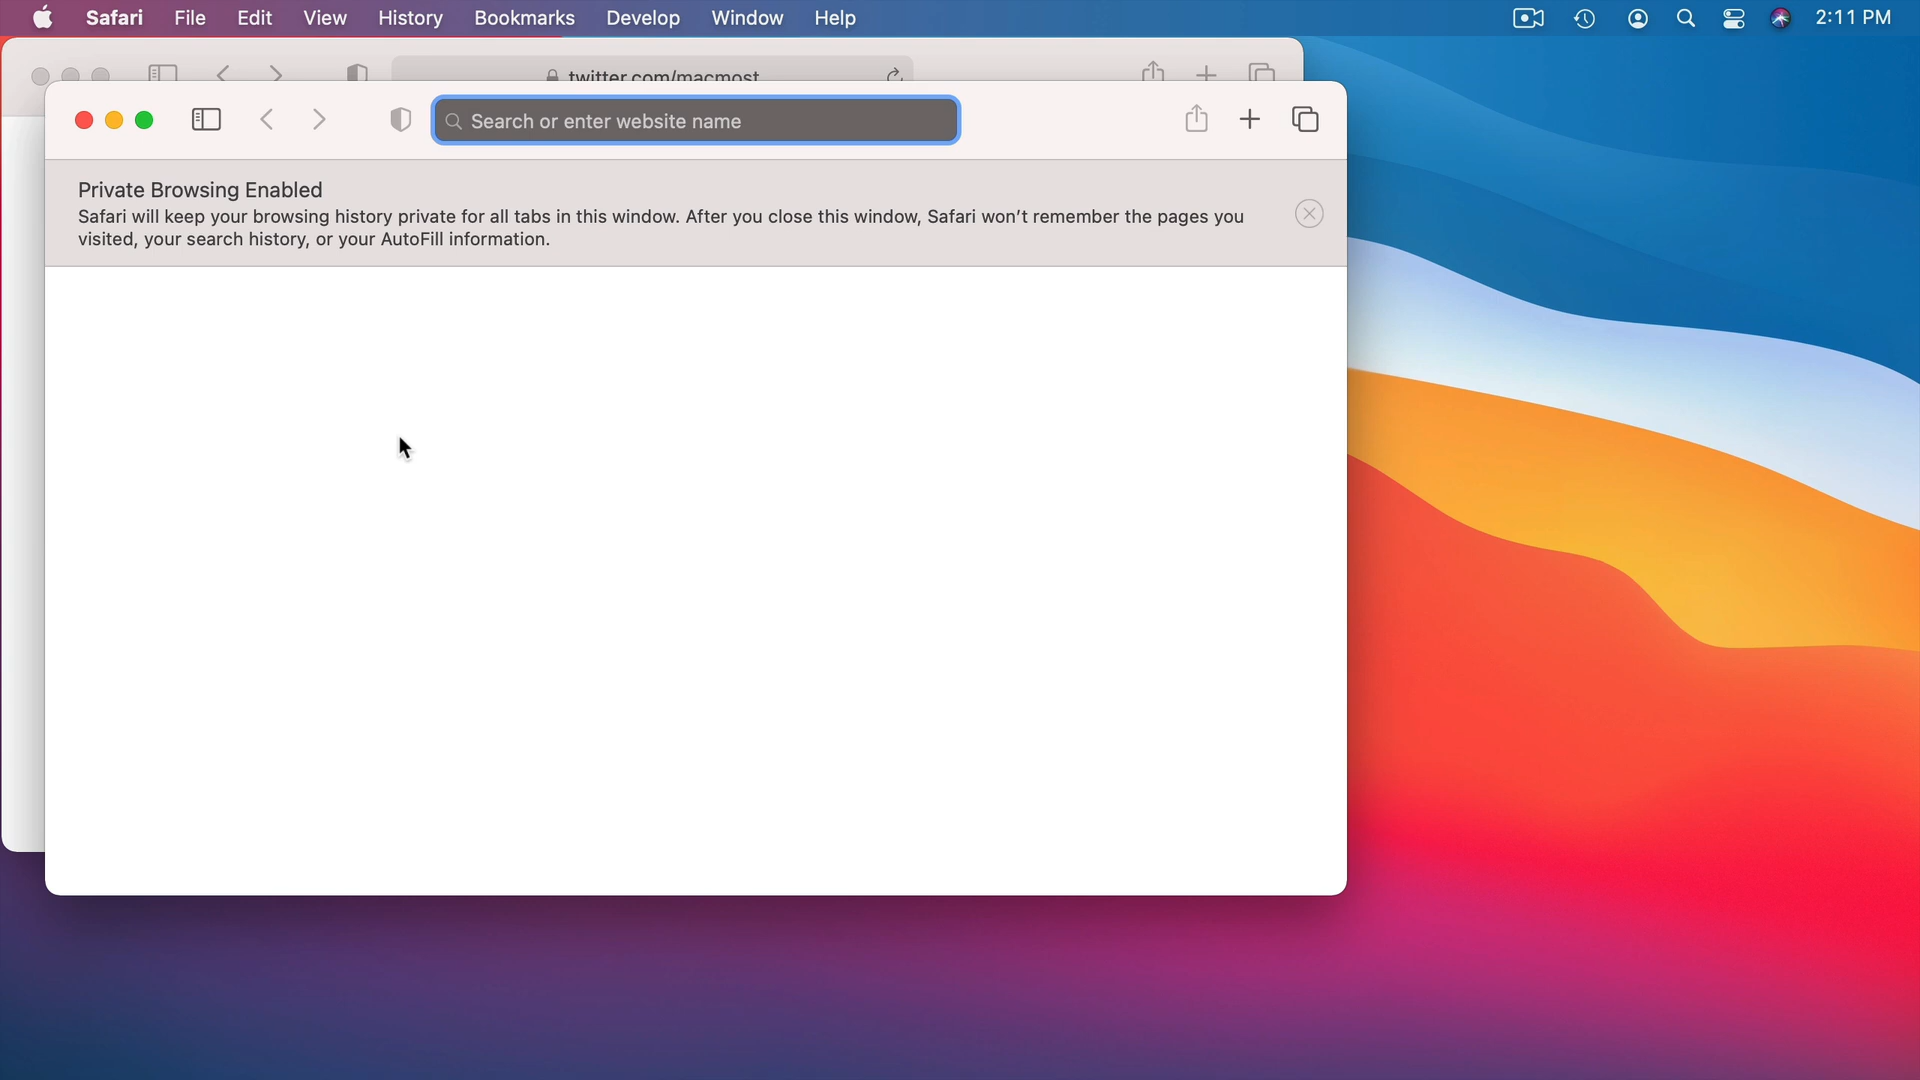 Safari File Edit View History Bookmarks Develop Window Help 2:11 PM
twitter.com/macmost
Search or enter website name
Private Browsing Enabled
Safari will keep your browsing history private for all tabs in this window. After you close this window, Safari won’t remember the pages you
visited, your search history, or your AutoFill information.